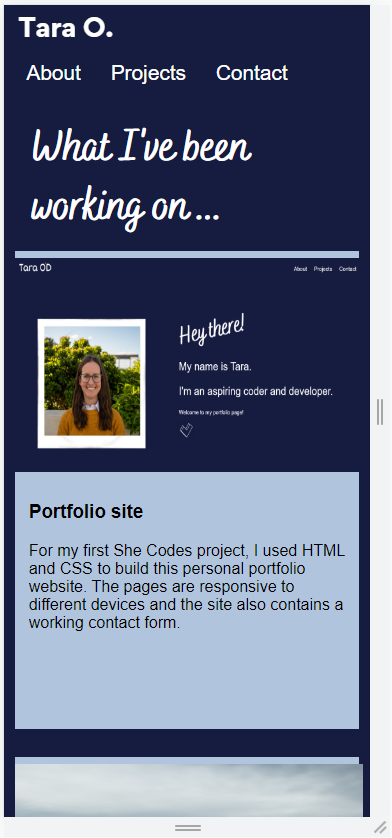 Tara O.
About Projects Contact
What I've been
working on ...
Tara OD
About Projects Contact
Hey there!
My name is Tara.
I'm an aspiring coder and developer.
Welcome to my portfolio page!
Portfolio site
For my first She Codes project, I used HTML
and CSS to build this personal portfolio
website. The pages are responsive to
different devices and the site also contains a
working contact form.